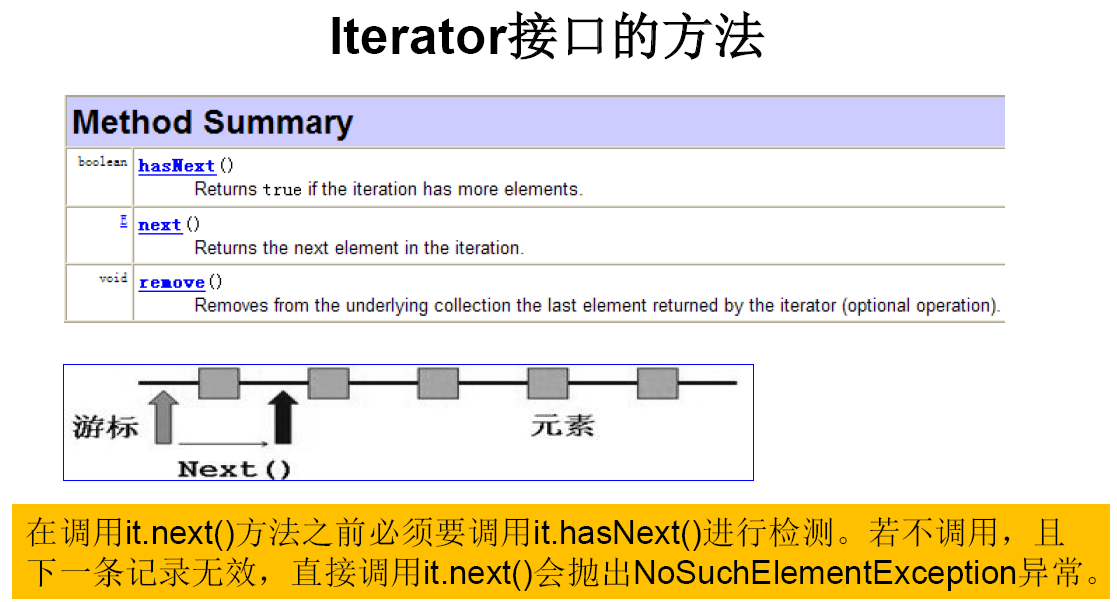 Iterator接口的方法
Method Summary
boolean hasNext()
Returns true if the iteration has more elements.
E next()
Returns the next element in the iteration.
void remove()
Removes from the underlying collection the last element returned by the iterator (optional operation).
游标
元素
Next()
在调用it.next()方法之前必须要调用it.hasNext()进行检测。若不调用，且
下一条记录无效，直接调用it.next()会抛出NoSuchElementException异常。